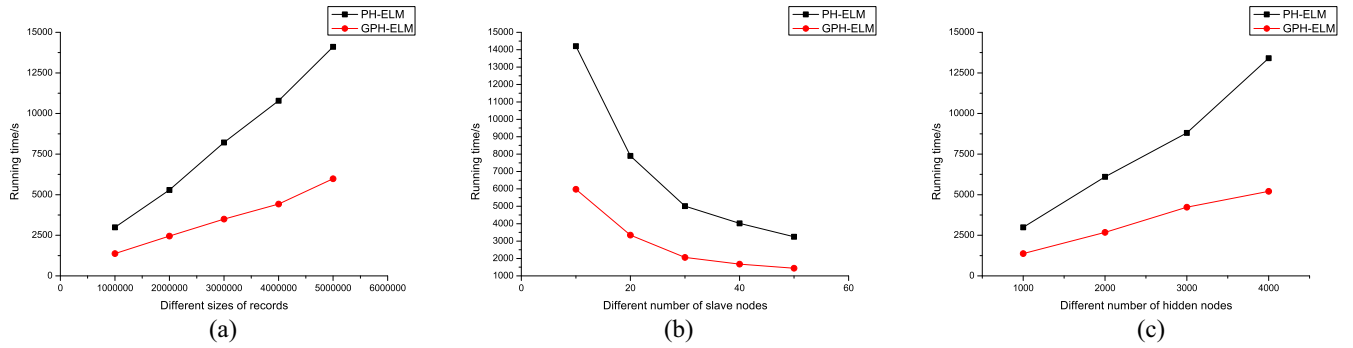 PH-ELM
GPH-ELM
15000
12500
10000
7500
5000
2500
0
Running time/s
0
1000000
2000000
3000000
4000000
5000000
6000000
Different sizes of records
(a)
PH-ELM
GPH-ELM
15000
14000
13000
12000
11000
10000
9000
8000
7000
6000
5000
4000
3000
2000
1000
Running time/s
0
20
40
60
Different number of slave nodes
(b)
PH-ELM
GPH-ELM
15000
12500
10000
7500
5000
2500
0
Running time/s
1000
2000
3000
4000
Different number of hidden nodes
(c)